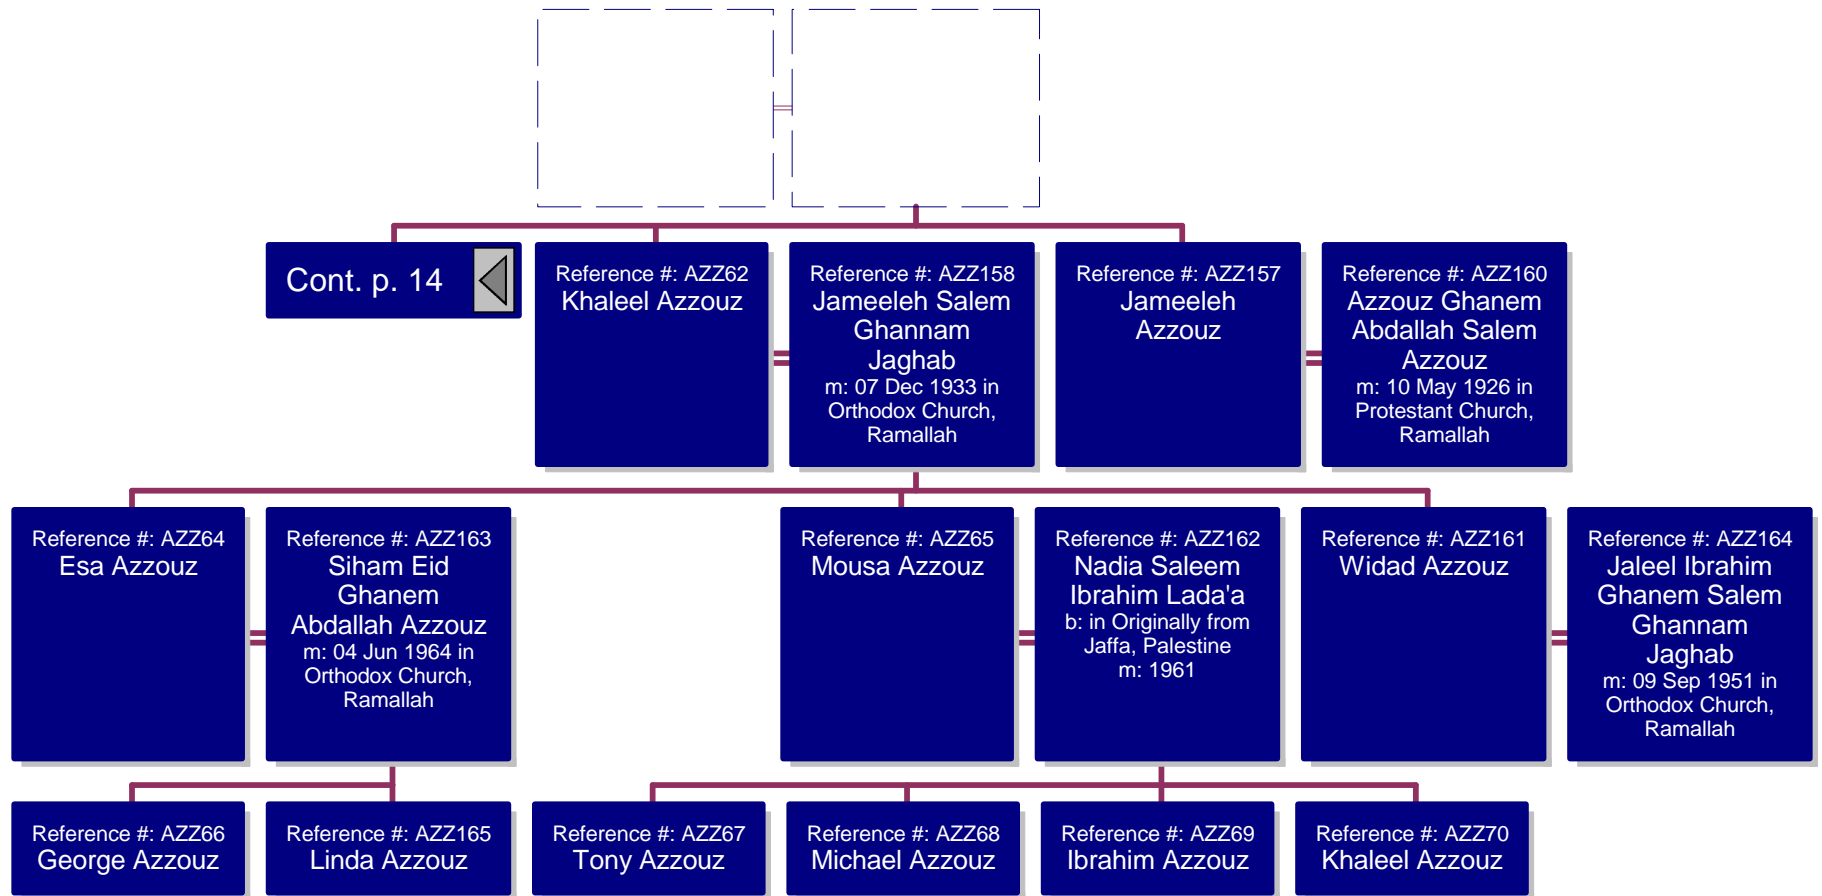 Cont. p. 14
Reference #: AZZ62
Khaleel Azzouz
Reference #: AZZ158
Jameeleh Salem
Ghannam
Jaghab
m: 07 Dec 1933 in
Orthodox Church,
Ramallah
Reference #: AZZ157
Jameeleh
Azzouz
Reference #: AZZ160
Azzouz Ghanem
Abdallah Salem
Azzouz
m: 10 May 1926 in
Protestant Church,
Ramallah
Reference #: AZZ64
Esa Azzouz
Reference #: AZZ163
Siham Eid
Ghanem
Abdallah Azzouz
m: 04 Jun 1964 in
Orthodox Church,
Ramallah
Reference #: AZZ65
Mousa Azzouz
Reference #: AZZ162
Nadia Saleem
Ibrahim Lada'a
b: in Originally from
Jaffa, Palestine
m: 1961
Reference #: AZZ161
Widad Azzouz
Reference #: AZZ164
Jaleel Ibrahim
Ghanem Salem
Ghannam
Jaghab
m: 09 Sep 1951 in
Orthodox Church,
Ramallah
Reference #: AZZ66
George Azzouz
Reference #: AZZ165
Linda Azzouz
Reference #: AZZ67
Tony Azzouz
Reference #: AZZ68
Michael Azzouz
Reference #: AZZ69
Ibrahim Azzouz
Reference #: AZZ70
Khaleel Azzouz